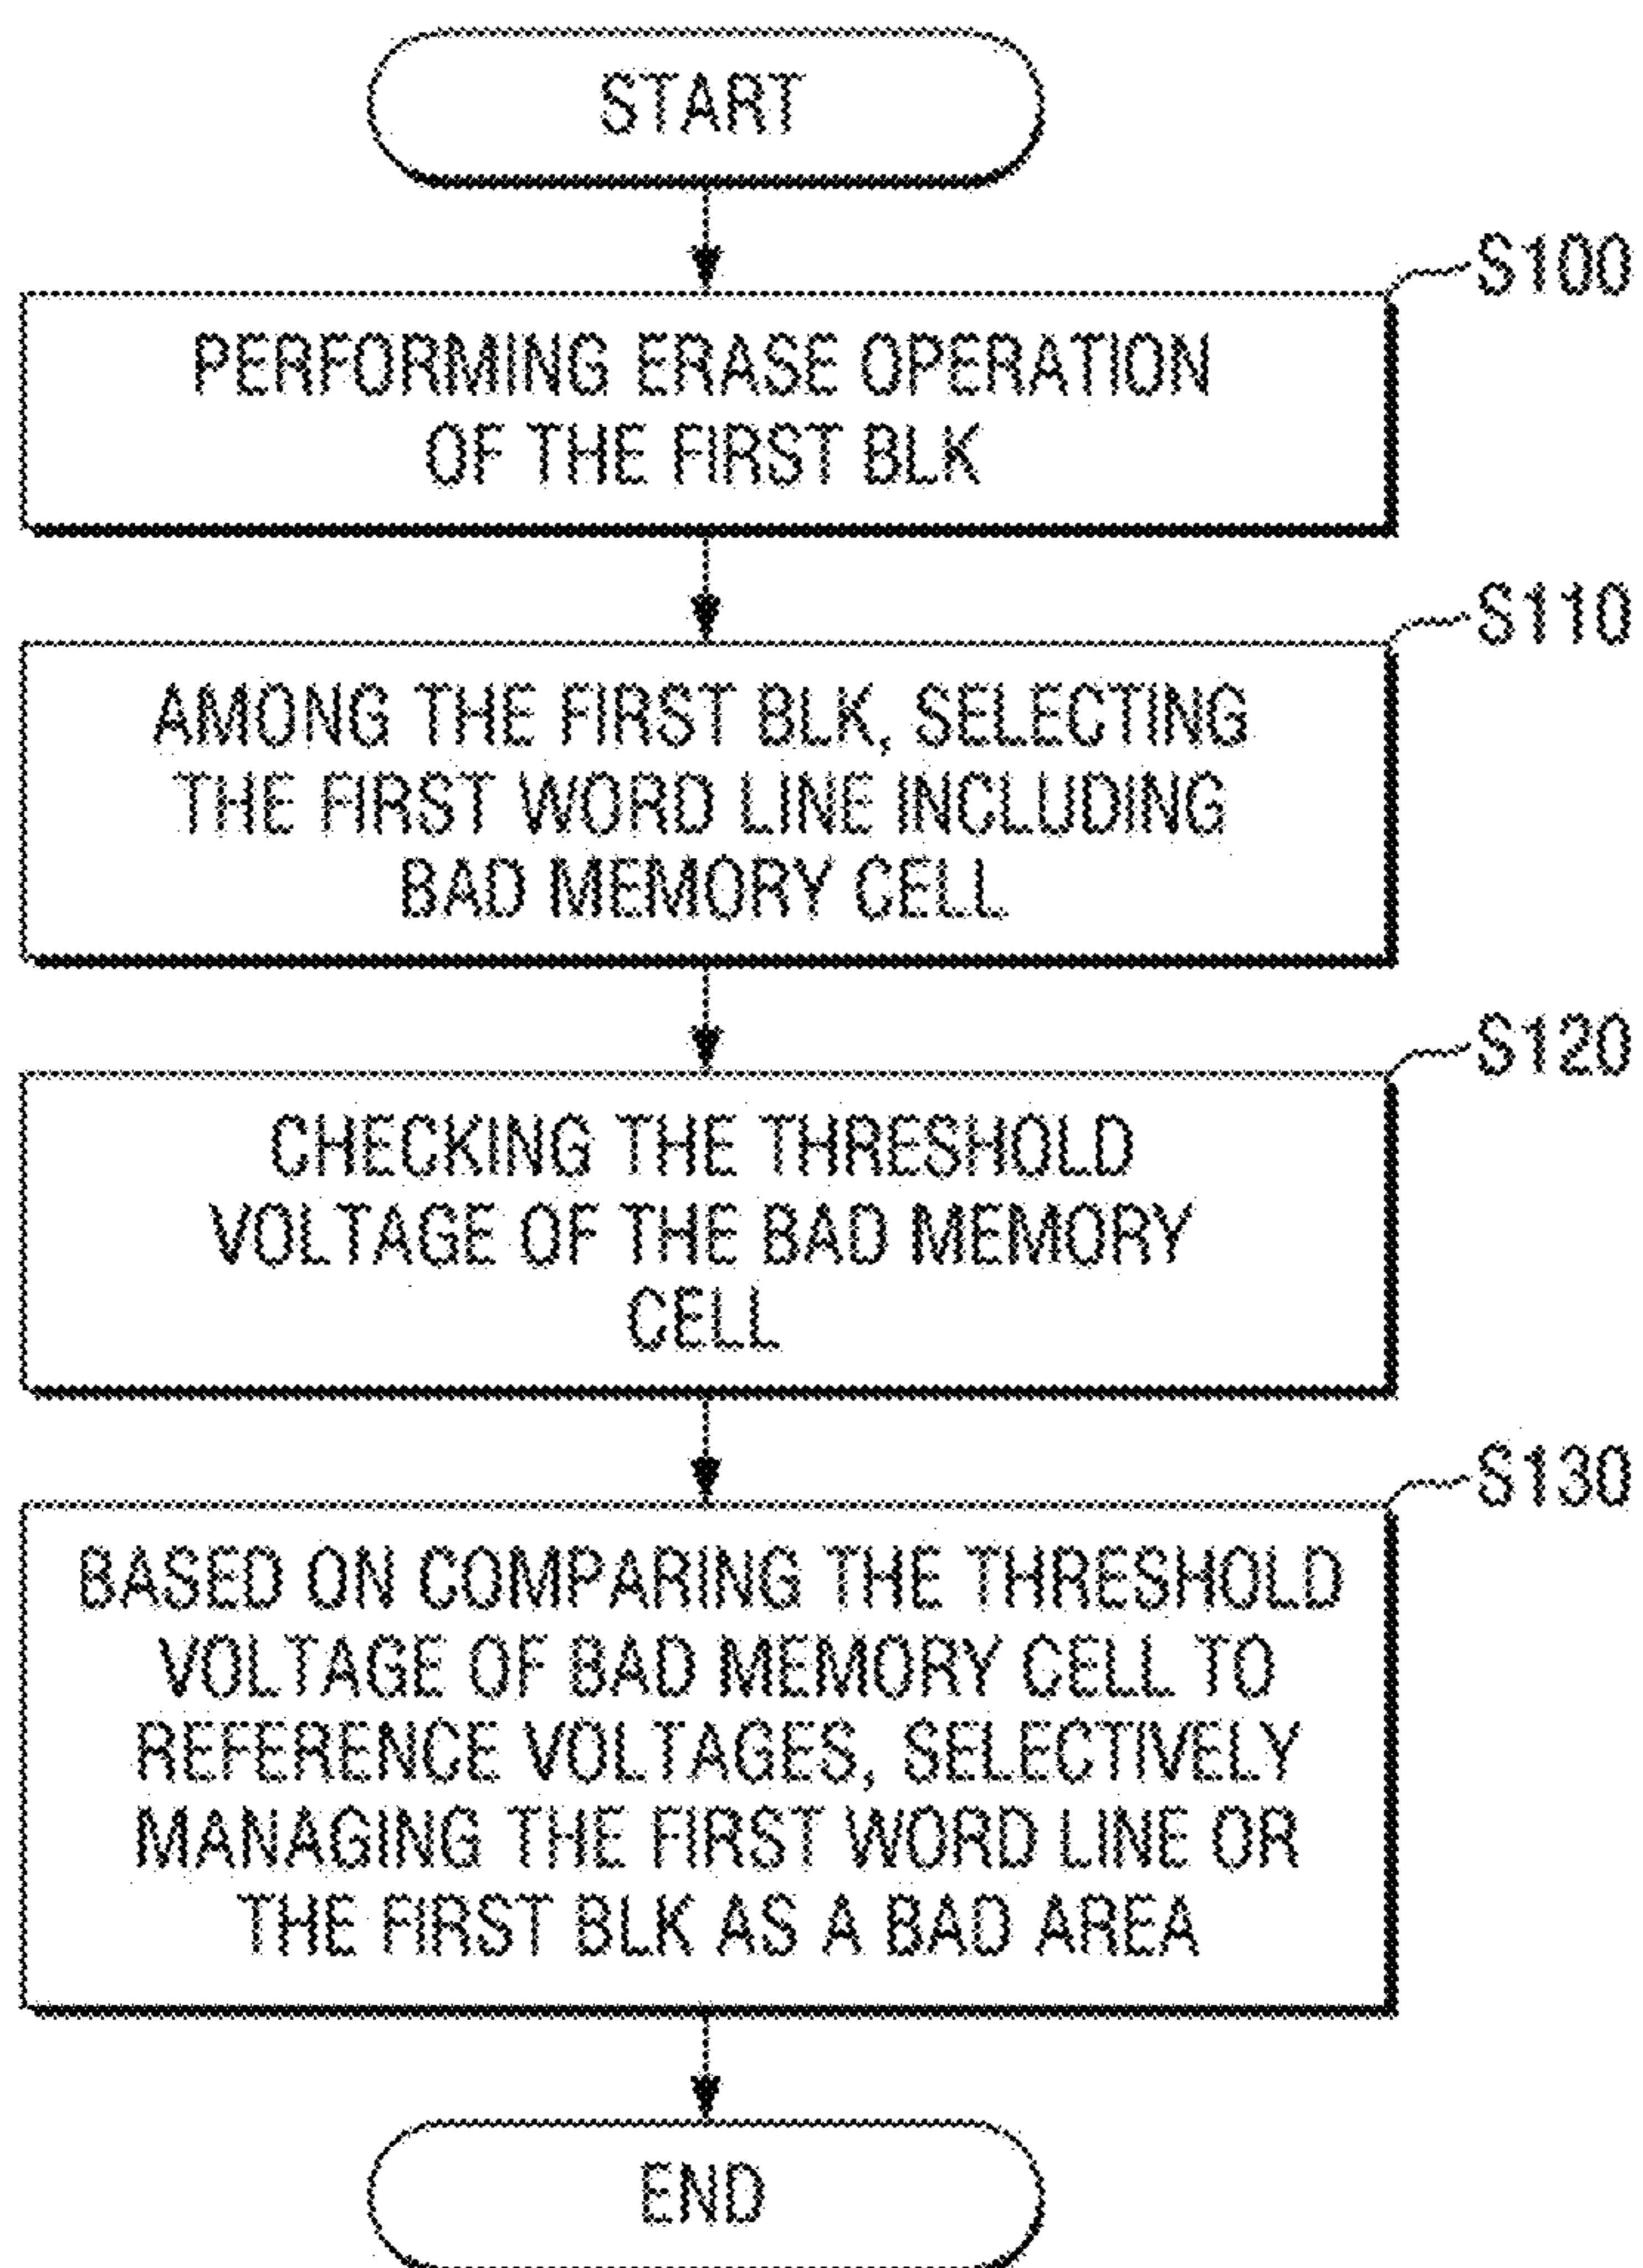 START
S100
PERFORMING ERASE OPERATION
OF THE FIRST BLK
S110
AMONG THE FIRST BLK, SELECTING
THE FIRST WORD LINE INCLUDING
BAD MEMORY CELL
S120
CHECKING THE THRESHOLD
VOLTAGE OF THE BAD MEMORY
CELL
S130
BASED ON COMPARING THE THRESHOLD
VOLTAGE OF BAD MEMORY CELL TO
REFERENCE VOLTAGES, SELECTIVELY
MANAGING THE FIRST WORD LINE OR
THE FIRST BLK AS A BAD AREA
END